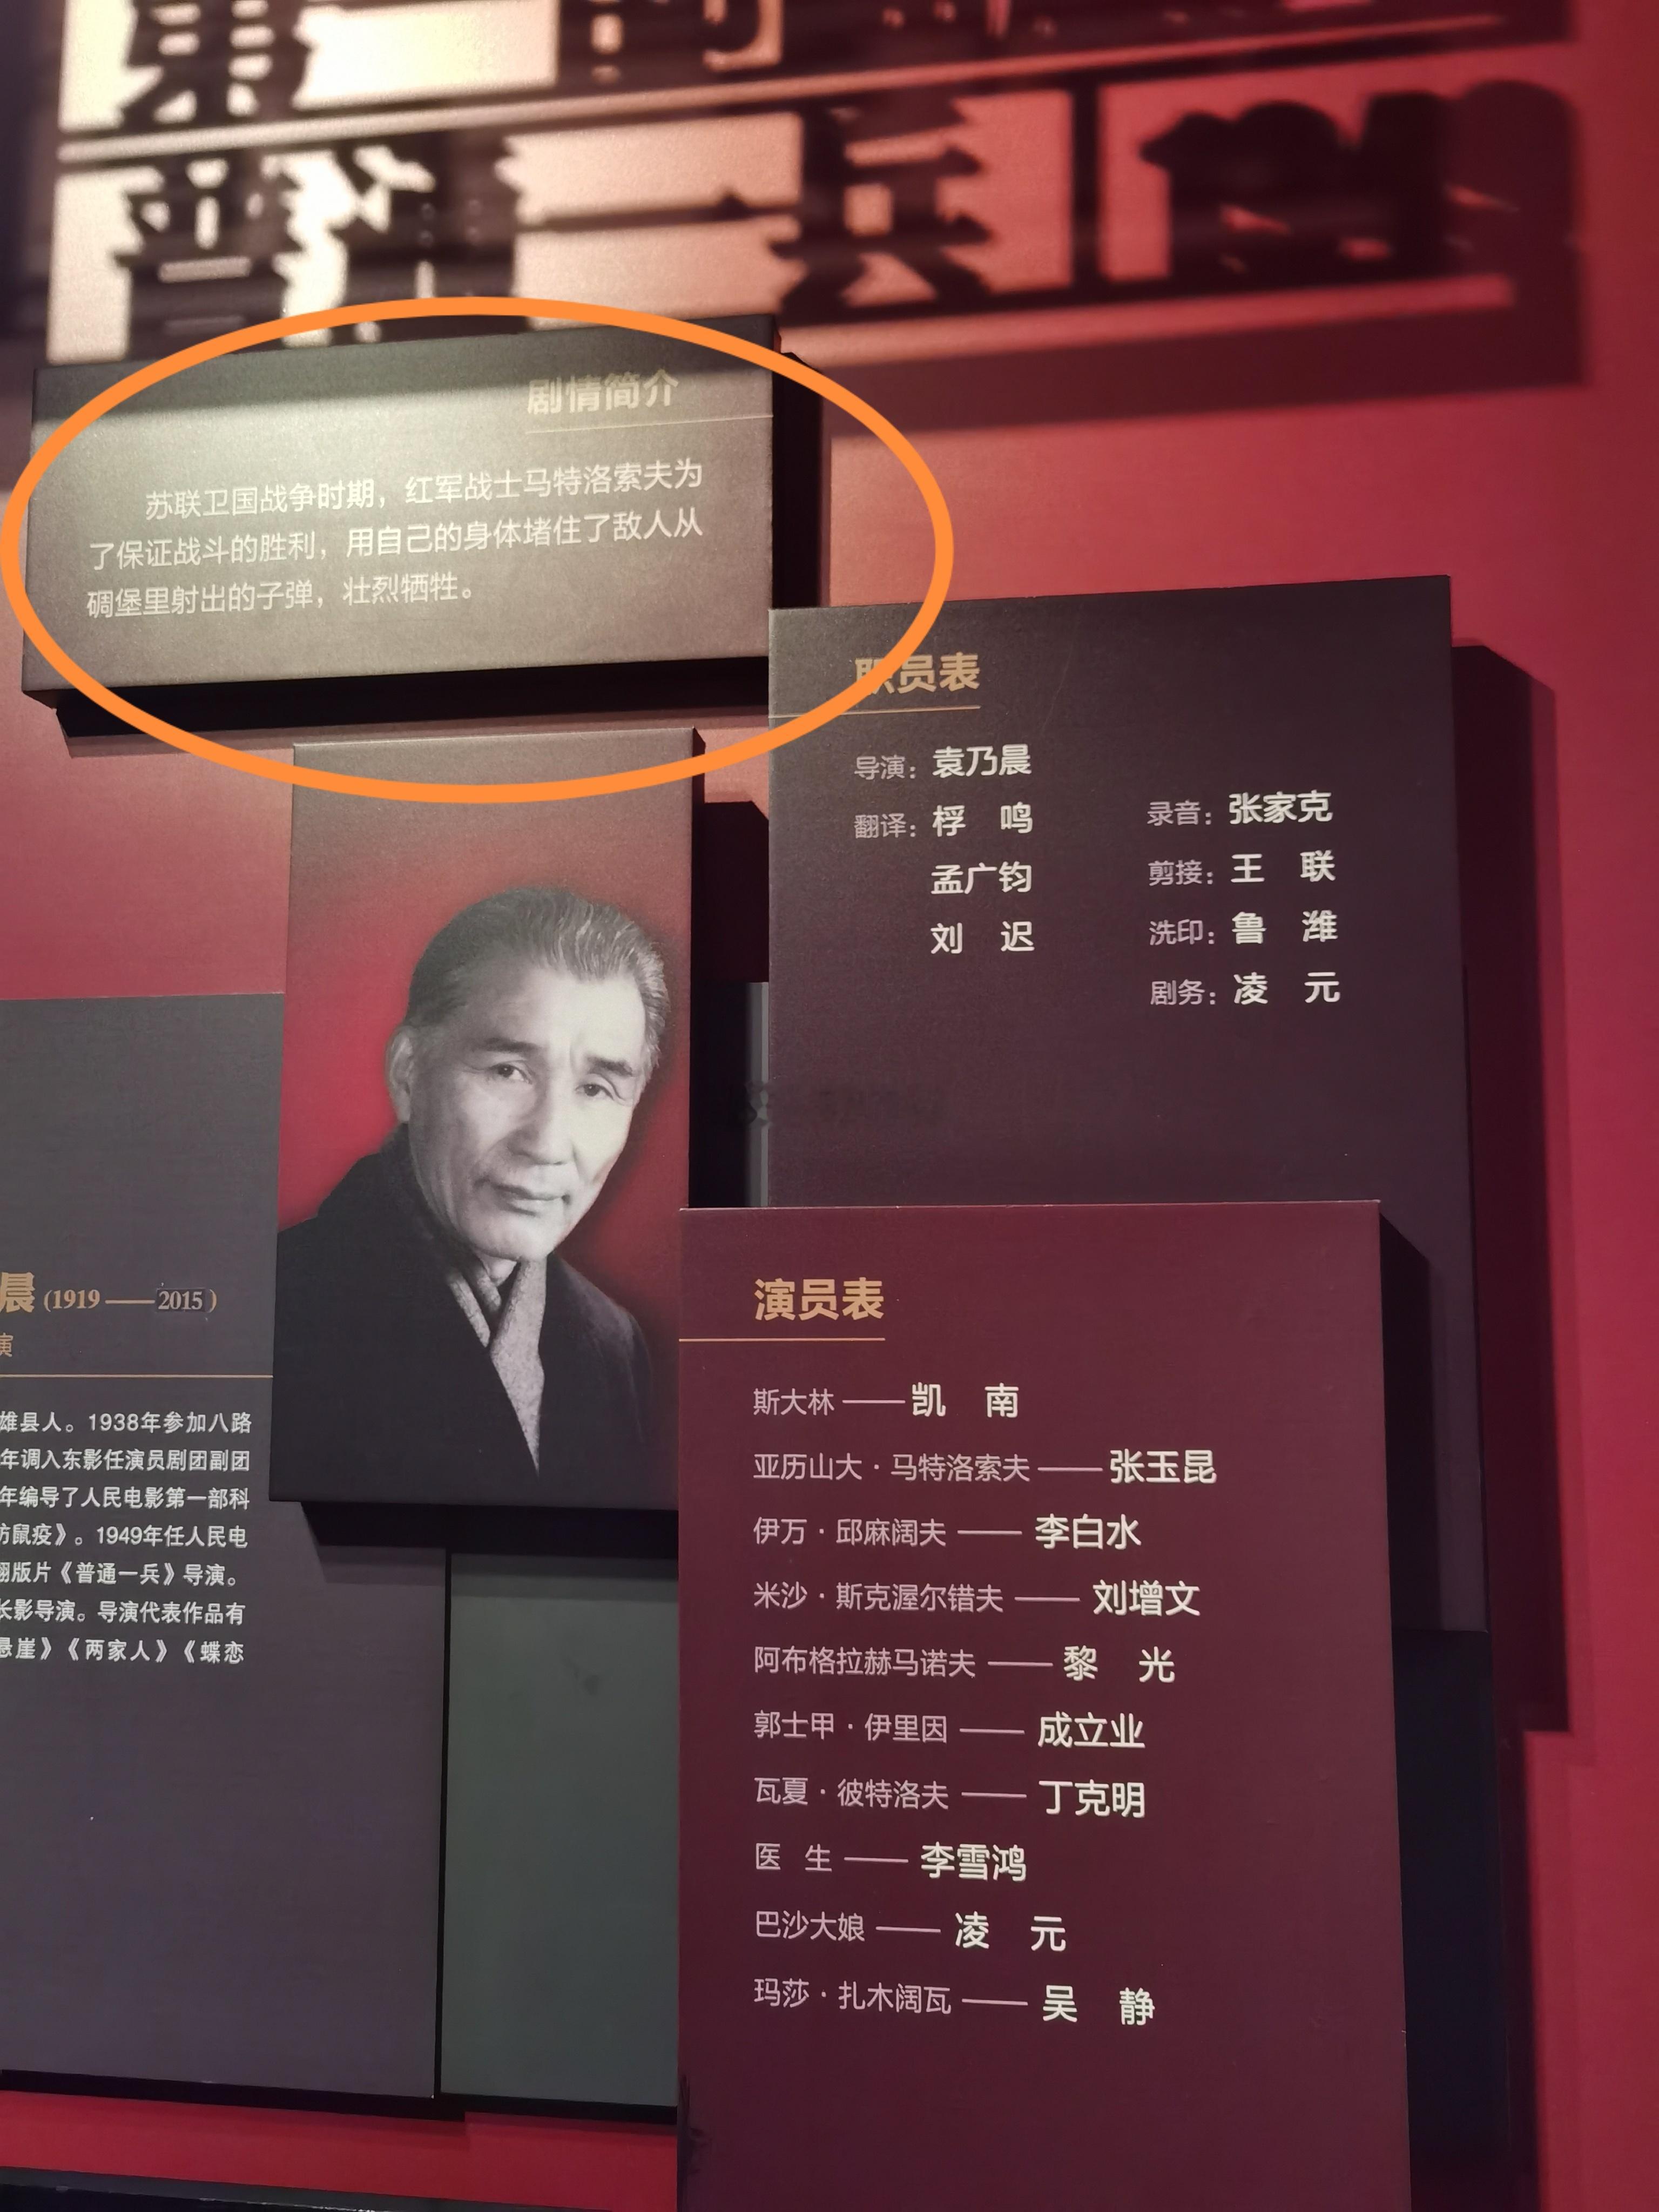 普通一兵
剧情简介
苏联卫国战争时期，红军战士马特洛索夫为
了保证战斗的胜利，用自己的身体堵住了敌人从
碉堡里射出的子弹，壮烈牺牲。
职员表
导演：袁乃晨
翻译：桴 鸣
孟广钧
刘 迟
录音：张家克
剪接：王 联
洗印：鲁 潍
剧务：凌 元
晨(1919——2015)
演
雄县人。1938年参加八路
年调入东影任演员剧团副团
年编导了人民电影第一部科
防鼠疫》。1949年任人民电
翻版片《普通一兵》导演。
长影导演。导演代表作品有
悬崖》《两家人》《蝶恋
演员表
斯大林——凯 南
亚历山大·马特洛索夫——张玉昆
伊万·邱麻阔夫——李白水
米沙·斯克渥尔错夫——刘增文
阿布格拉赫马诺夫——黎 光
郭士甲·伊里因——成立业
瓦夏·彼特洛夫——丁克明
医 生——李雪鸿
巴沙大娘——凌 元
玛莎·扎木阔瓦——吴 静